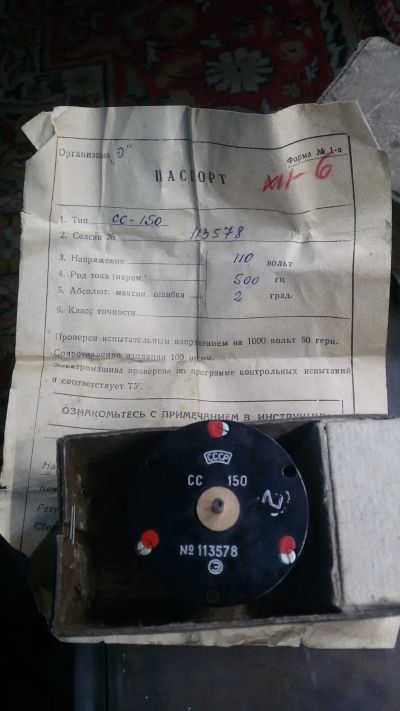 Организация "Э"
Форма № 1-а
ПАСПОРТ
XII-6
1. Тип СС-150
2. Селсин № 113578
3. Напряжение 110 вольт
4. Род тока (перем.) 500 гц
5. Абсолют. максим. ошибка 2 град.
6. Класс точности
Проверен испытательным напряжением на 1000 вольт 50 герц.
Сопротивление изоляции 100 мгом.
Электромашина проверена по программе контрольных испытаний
и соответствует ТУ.
ОЗНАКОМЬТЕСЬ С ПРИМЕЧАНИЕМ В ИНСТРУКЦИИ
СССР
СС 150
№ 113578
Э